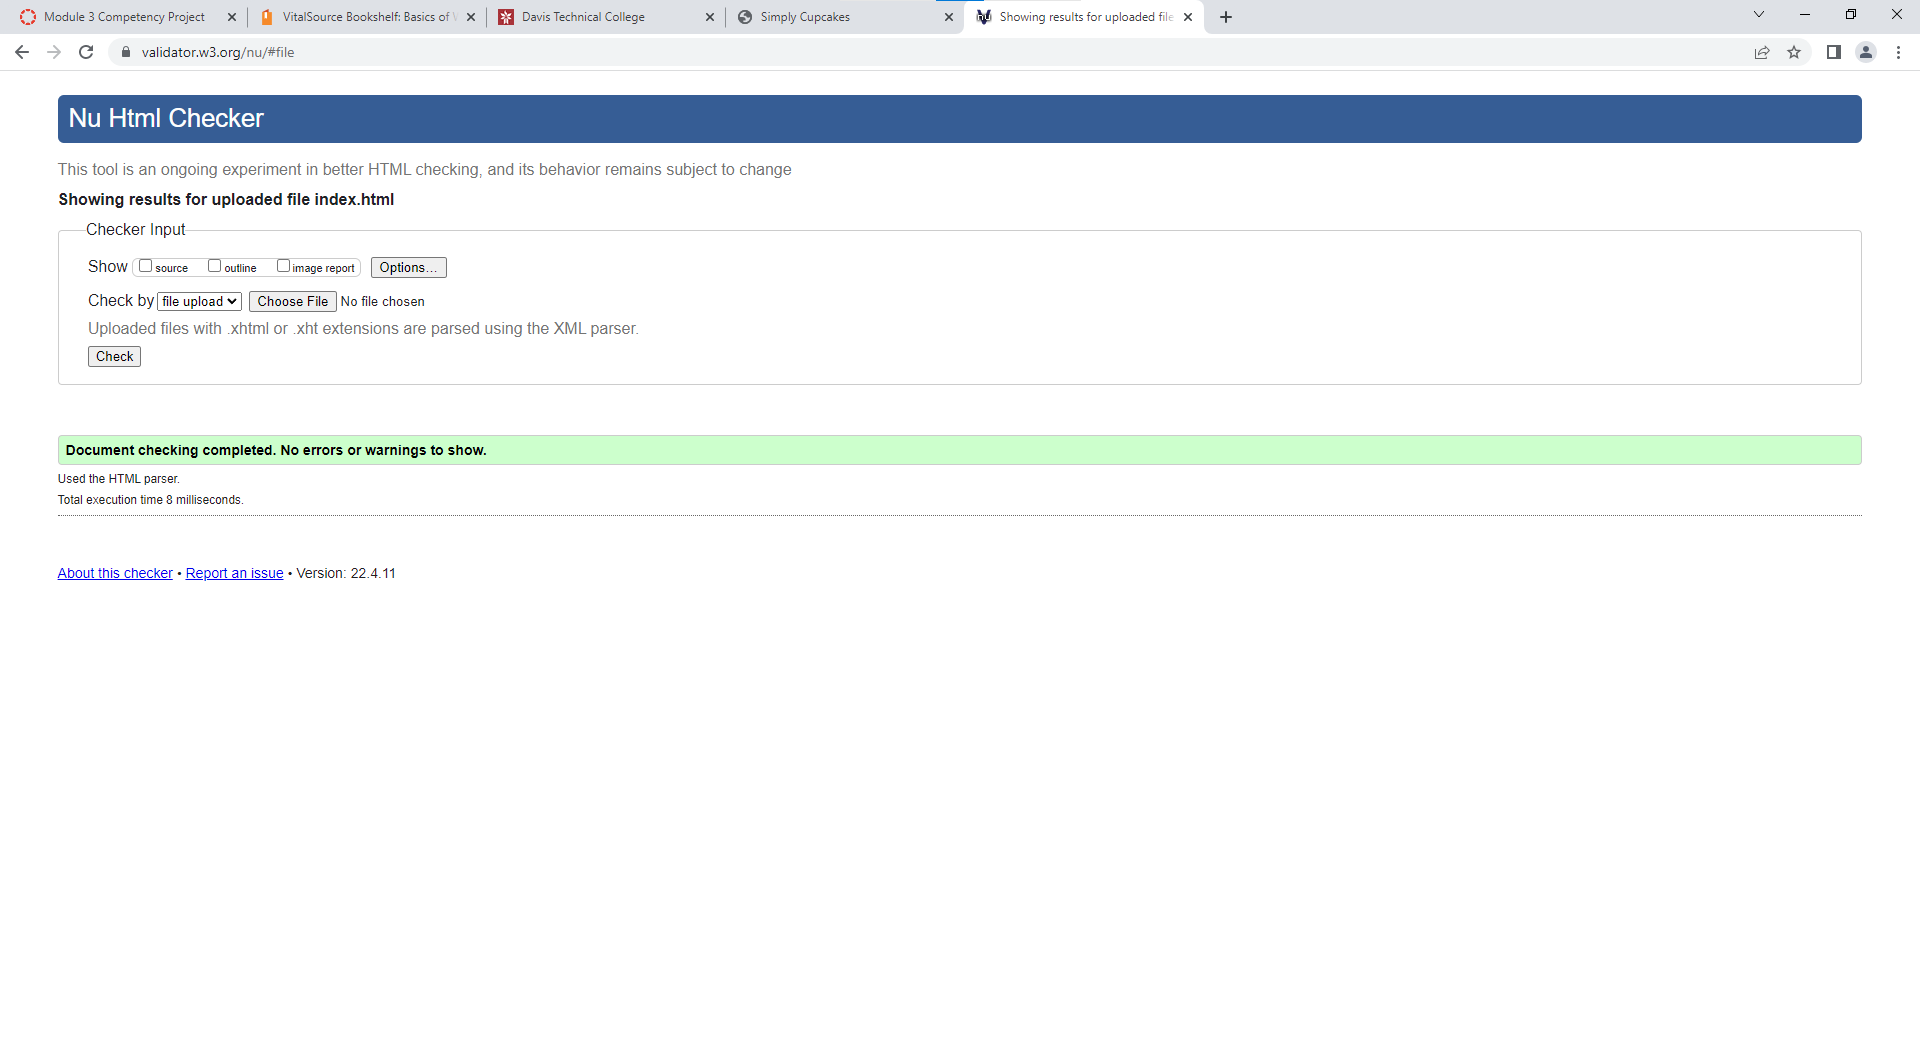 Module 3 Competency Project
VitalSource Bookshelf: Basics of
Davis Technical College
Simply Cupcakes
Showing results for uploaded file
validator.w3.org/nu/#file
Nu Html Checker
This tool is an ongoing experiment in better HTML checking, and its behavior remains subject to change
Showing results for uploaded file index.html
Checker Input
Show source outline image report Options...
Check by file upload Choose File No file chosen
Uploaded files with .xhtml or .xht extensions are parsed using the XML parser.
Check
Document checking completed. No errors or warnings to show.
Used the HTML parser.
Total execution time 8 milliseconds.
About this checker • Report an issue • Version: 22.4.11